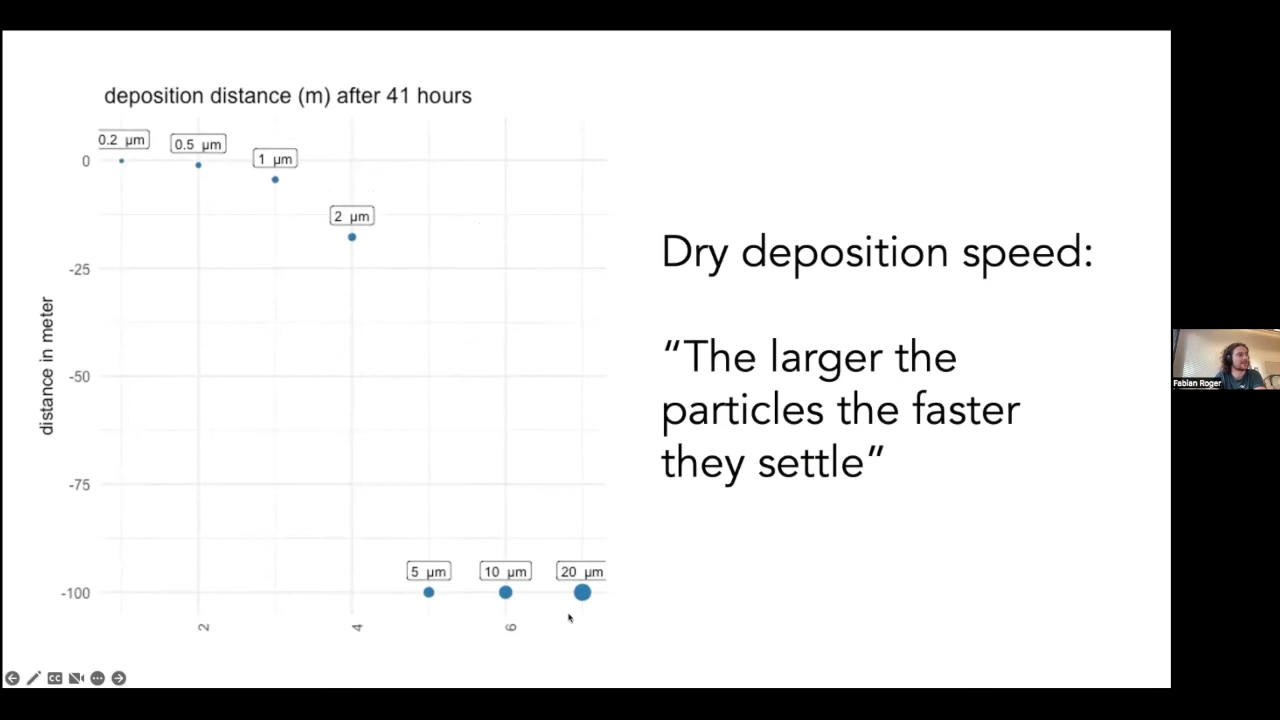 deposition distance (m) after 41 hours
0.2 µm
0.5 µm
1 µm
2 µm
5 µm
10 µm
20 µm
0
-25
-50
-75
-100
distance in meter
2
4
6
Dry deposition speed:
“The larger the
particles the faster
they settle”
Fabian Roger
CC